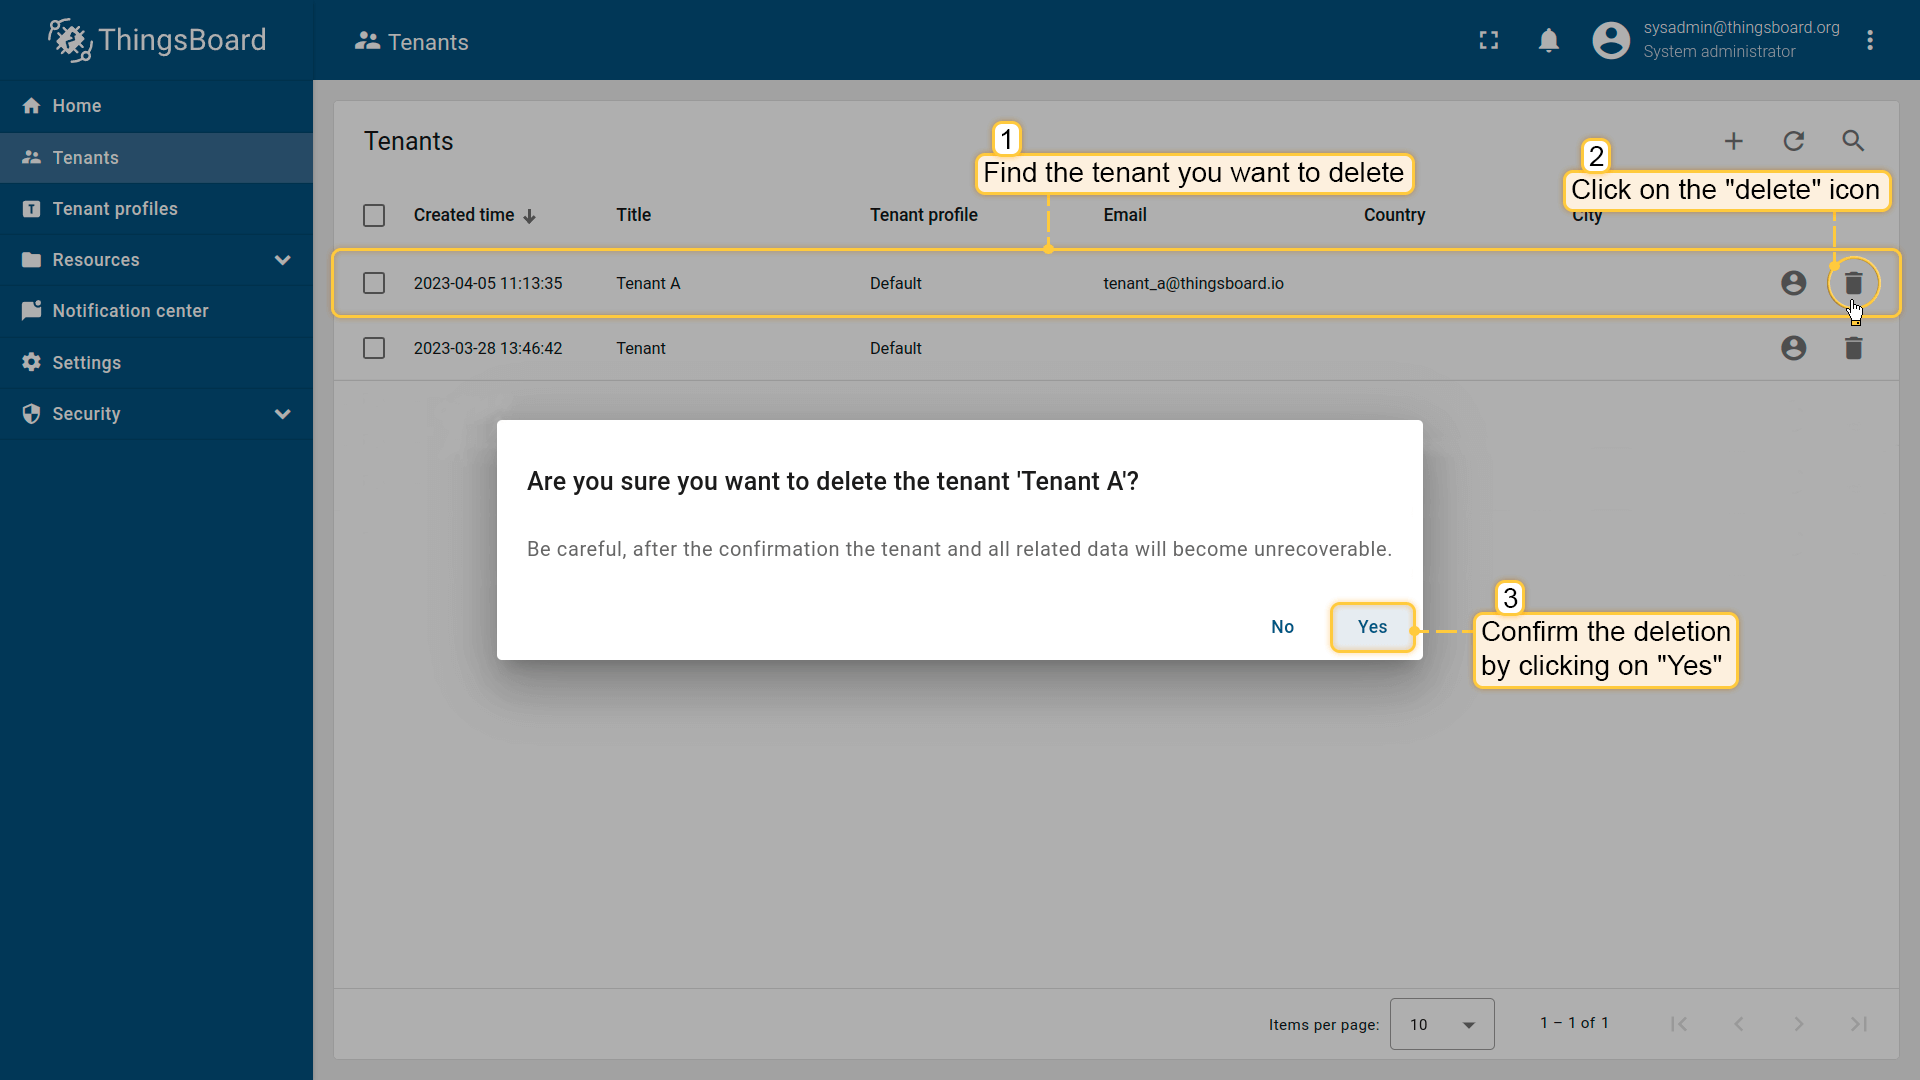 ThingsBoard
Tenants
sysadmin@thingsboard.org
System administrator
Home
Tenants
Tenant profiles
Resources
Notification center
Settings
Security
Tenants
1
Find the tenant you want to delete
2
Click on the "delete" icon
Created time
Title
Tenant profile
Email
Country
City
2023-04-05 11:13:35
Tenant A
Default
tenant_a@thingsboard.io
2023-03-28 13:46:42
Tenant
Default
Are you sure you want to delete the tenant 'Tenant A'?
Be careful, after the confirmation the tenant and all related data will become unrecoverable.
No
Yes
3
Confirm the deletion
by clicking on "Yes"
Items per page:
10
1 – 1 of 1